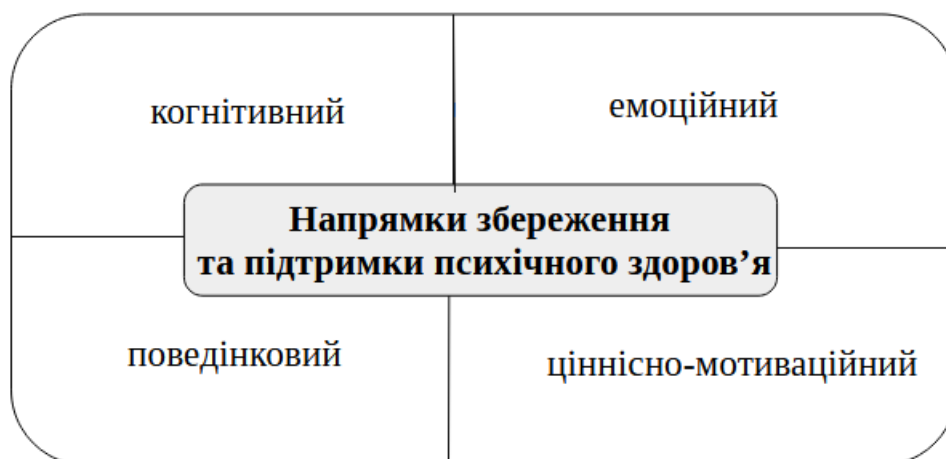 когнітивний
емоційний
Напрямки збереження
та підтримки психічного здоров’я
поведінковий
ціннісно-мотиваційний